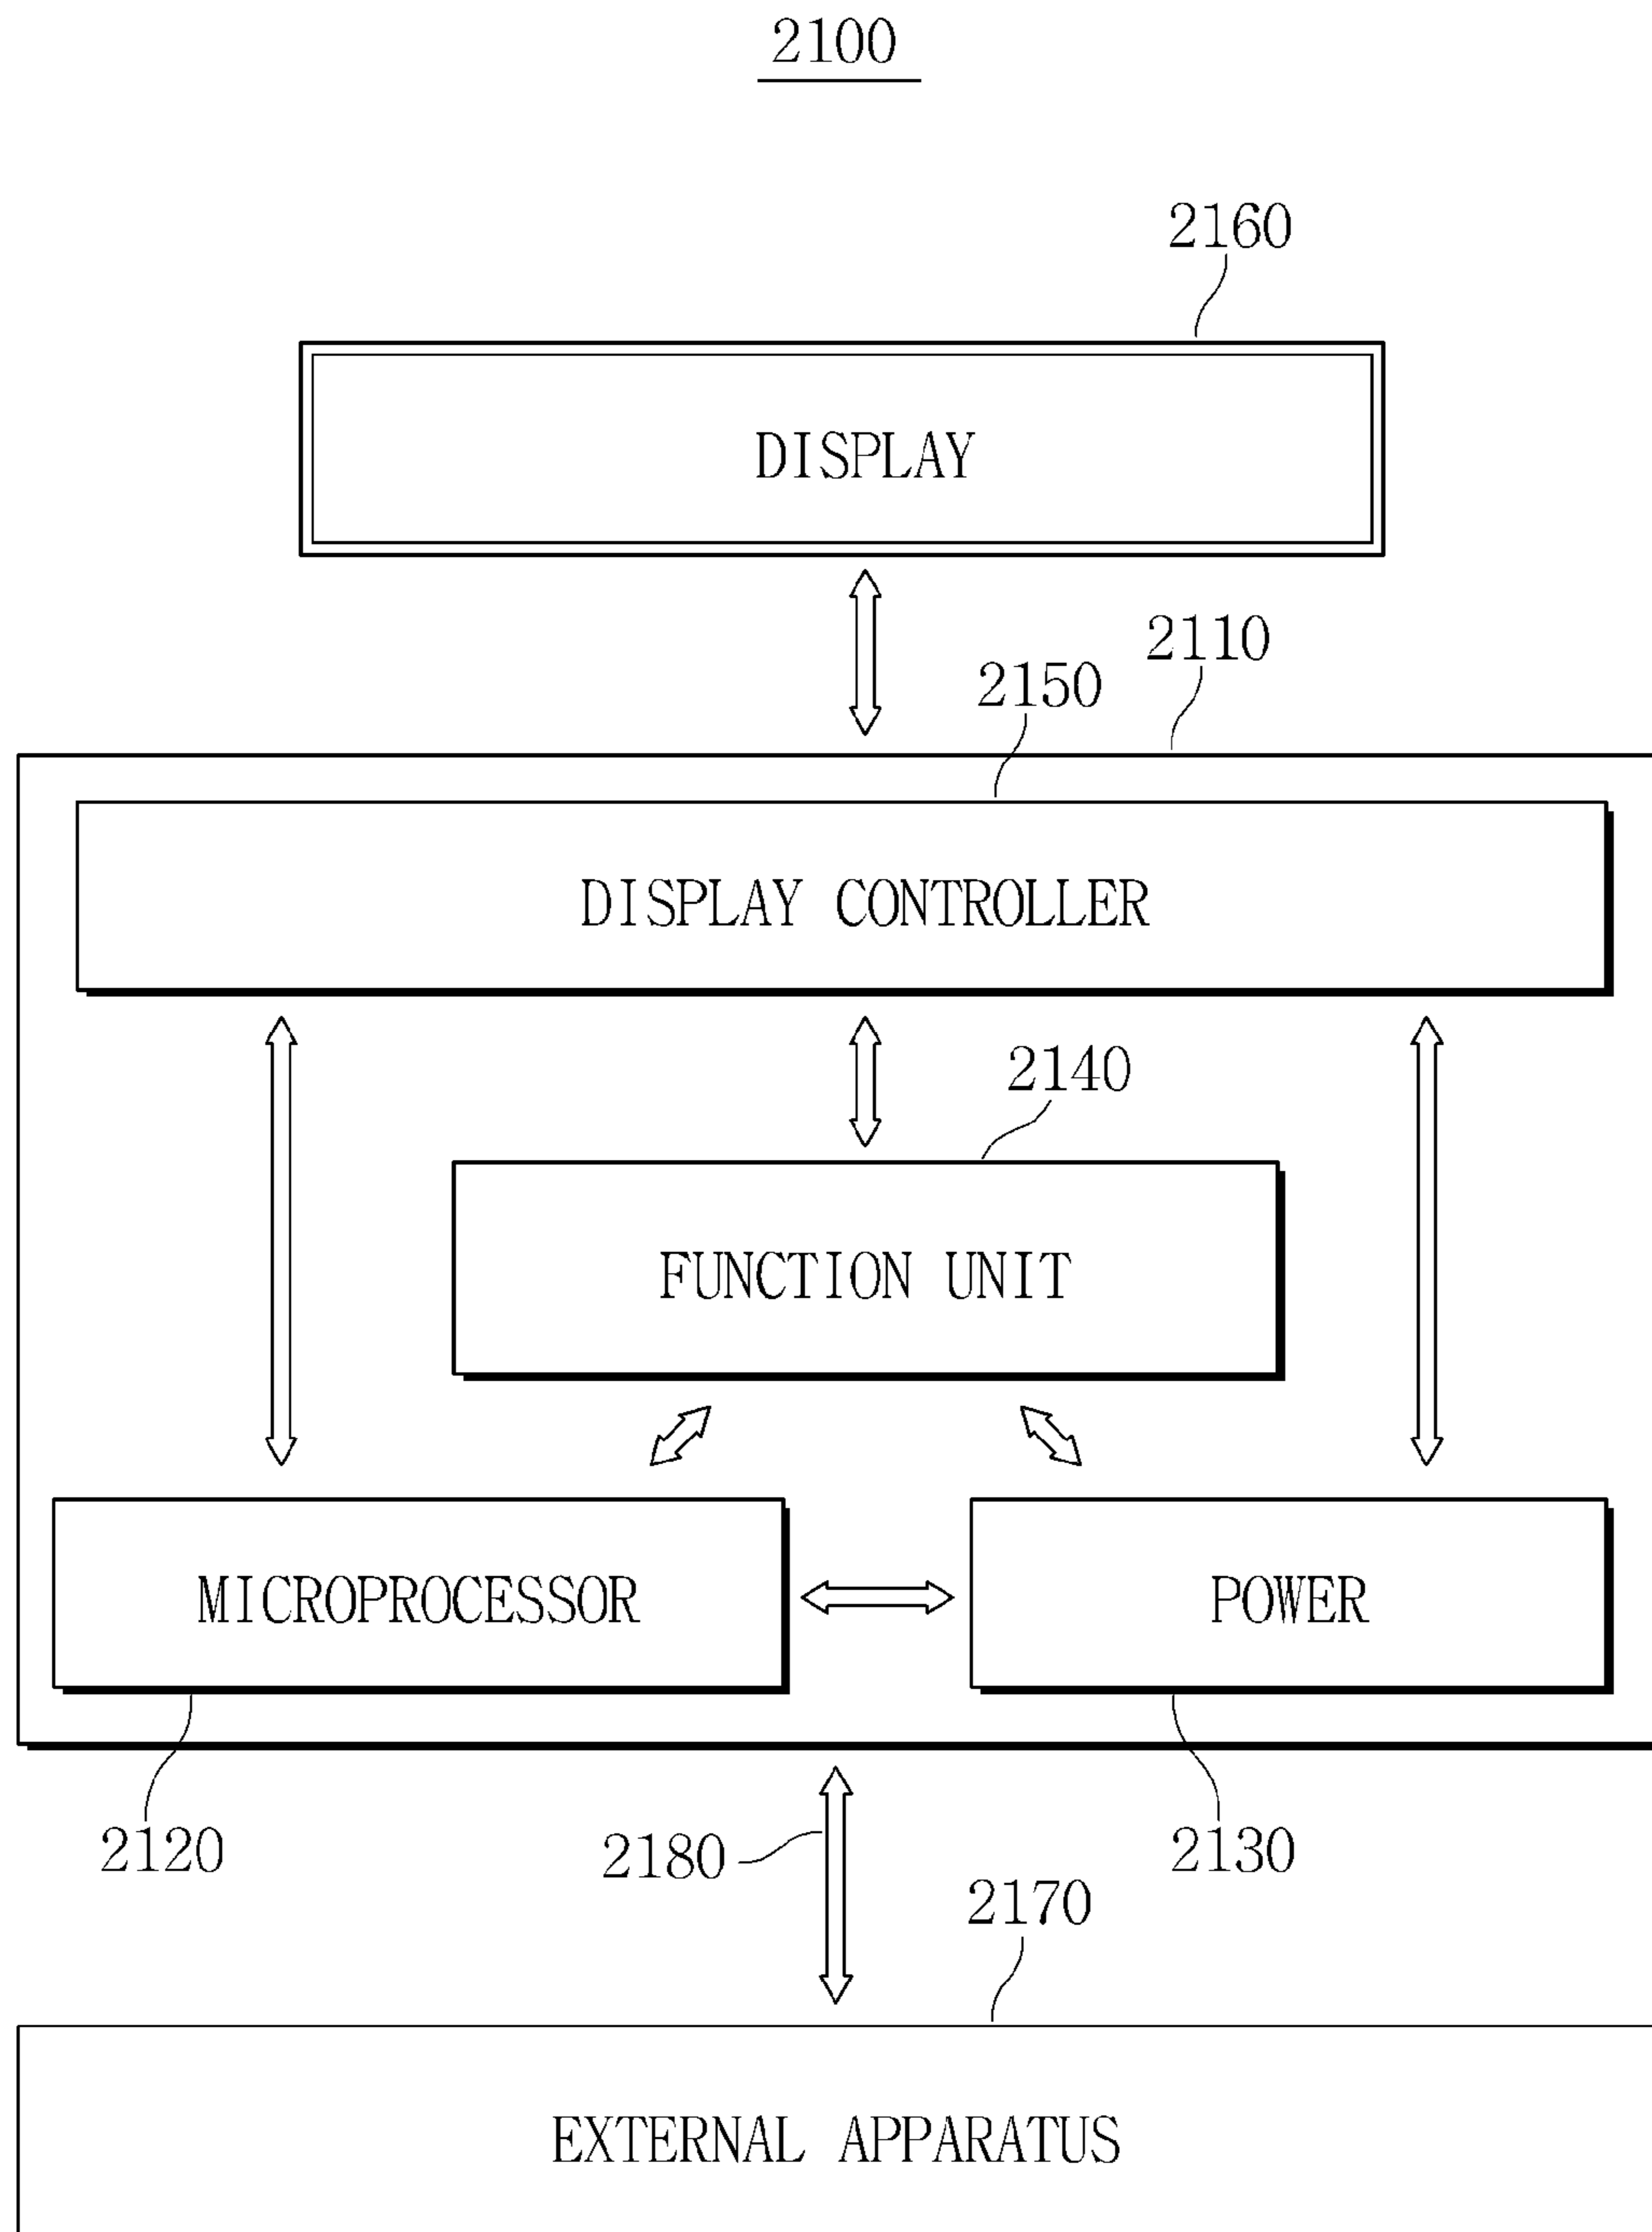 2100
2160
DISPLAY
2110
2150
DISPLAY CONTROLLER
2140
FUNCTION UNIT
MICROPROCESSOR
POWER
2120
2180
2130
2170
EXTERNAL APPARATUS